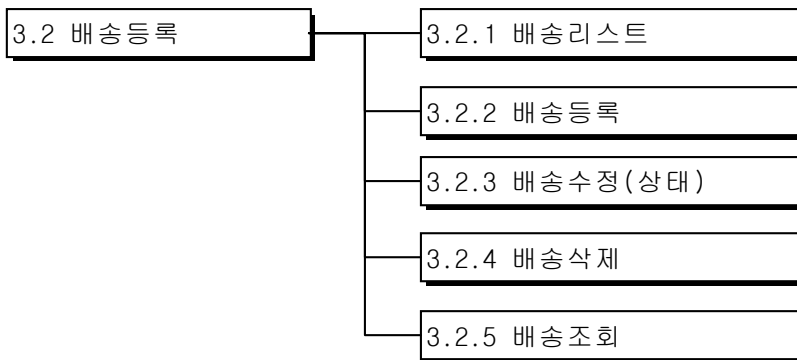 3.2 배송등록
3.2.1 배송리스트
3.2.2 배송등록
3.2.3 배송수정(상태)
3.2.4 배송삭제
3.2.5 배송조회